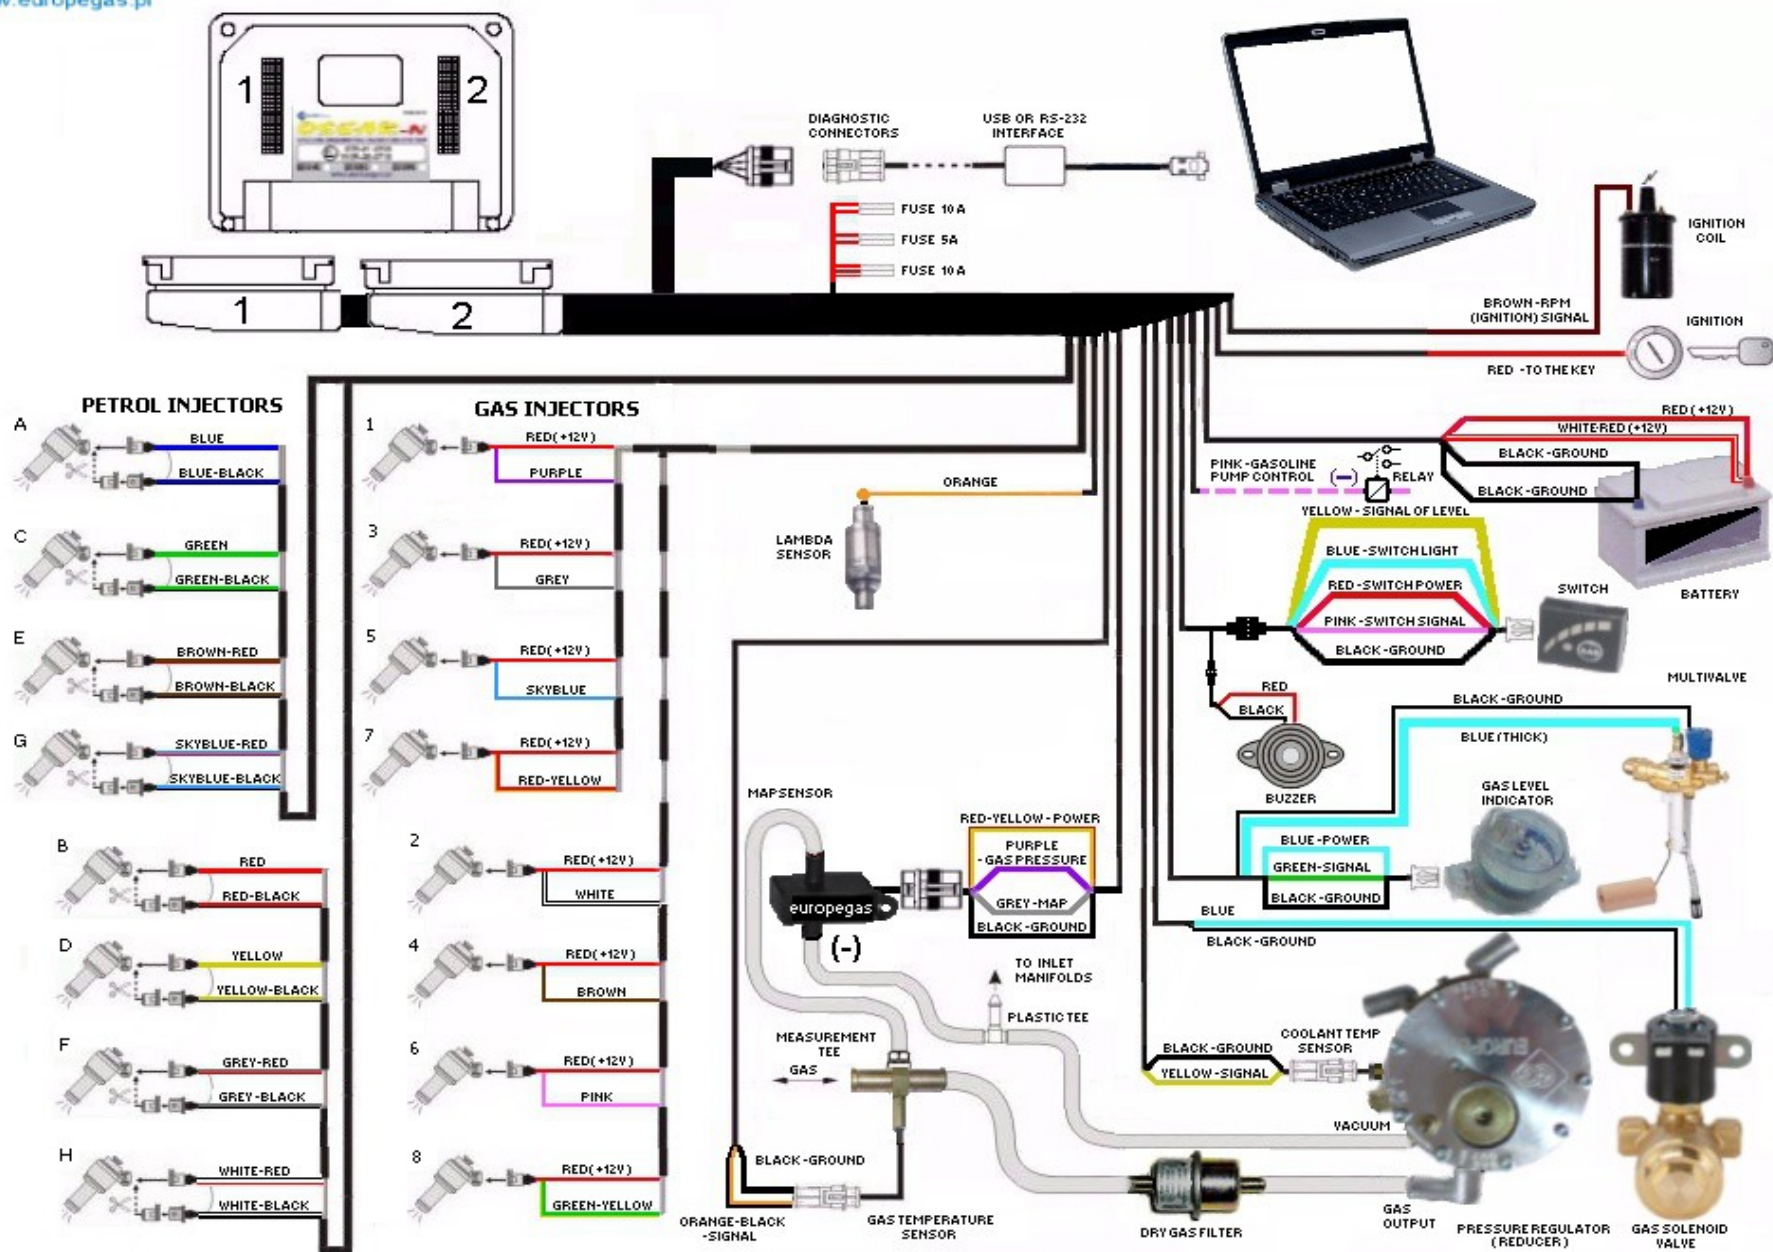 w.europegas.pl
1
2
OSCAR-N
1
2
DIAGNOSTIC
CONNECTORS
USB OR RS-232
INTERFACE
FUSE 10A
FUSE 5A
FUSE 10A
IGNITION
COIL
BROWN-RPM
(IGNITION) SIGNAL
IGNITION
RED -TO THE KEY
PETROL INJECTORS
A
BLUE
BLUE-BLACK
C
GREEN
GREEN-BLACK
E
BROWN-RED
BROWN-BLACK
G
SKYBLUE-RED
SKYBLUE-BLACK
B
RED
RED-BLACK
D
YELLOW
YELLOW-BLACK
F
GREY-RED
GREY-BLACK
H
WHITE-RED
WHITE-BLACK
GAS INJECTORS
1
RED(+12V)
PURPLE
3
RED(+12V)
GREY
5
RED(+12V)
SKYBLUE
7
RED(+12V)
RED-YELLOW
2
RED(+12V)
WHITE
4
RED(+12V)
BROWN
6
RED(+12V)
PINK
8
RED(+12V)
GREEN-YELLOW
ORANGE
LAMBDA
SENSOR
RED(+12V)
WHITE-RED(+12V)
BLACK-GROUND
BLACK-GROUND
PINK-GASOLINE
PUMP CONTROL
(-)
RELAY
BATTERY
YELLOW-SIGNAL OF LEVEL
BLUE-SWITCH LIGHT
RED-SWITCH POWER
PINK-SWITCH SIGNAL
BLACK-GROUND
SWITCH
RED
BLACK
BUZZER
MULTIVALVE
BLACK-GROUND
BLUE(THICK)
GAS LEVEL
INDICATOR
BLUE-POWER
GREEN-SIGNAL
BLACK-GROUND
BLUE
BLACK-GROUND
MAP SENSOR
europegas
(-)
RED-YELLOW-POWER
PURPLE
-GAS PRESSURE
GREY-MAP
BLACK-GROUND
TO INLET
MANIFOLDS
PLASTIC TEE
MEASUREMENT
TEE
GAS
BLACK-GROUND
YELLOW-SIGNAL
COOLANT TEMP
SENSOR
VACUUM
BLACK-GROUND
ORANGE-BLACK
-SIGNAL
GAS TEMPERATURE
SENSOR
DRY GAS FILTER
GAS
OUTPUT
PRESSURE REGULATOR
(REDUCER)
GAS SOLENOID
VALVE